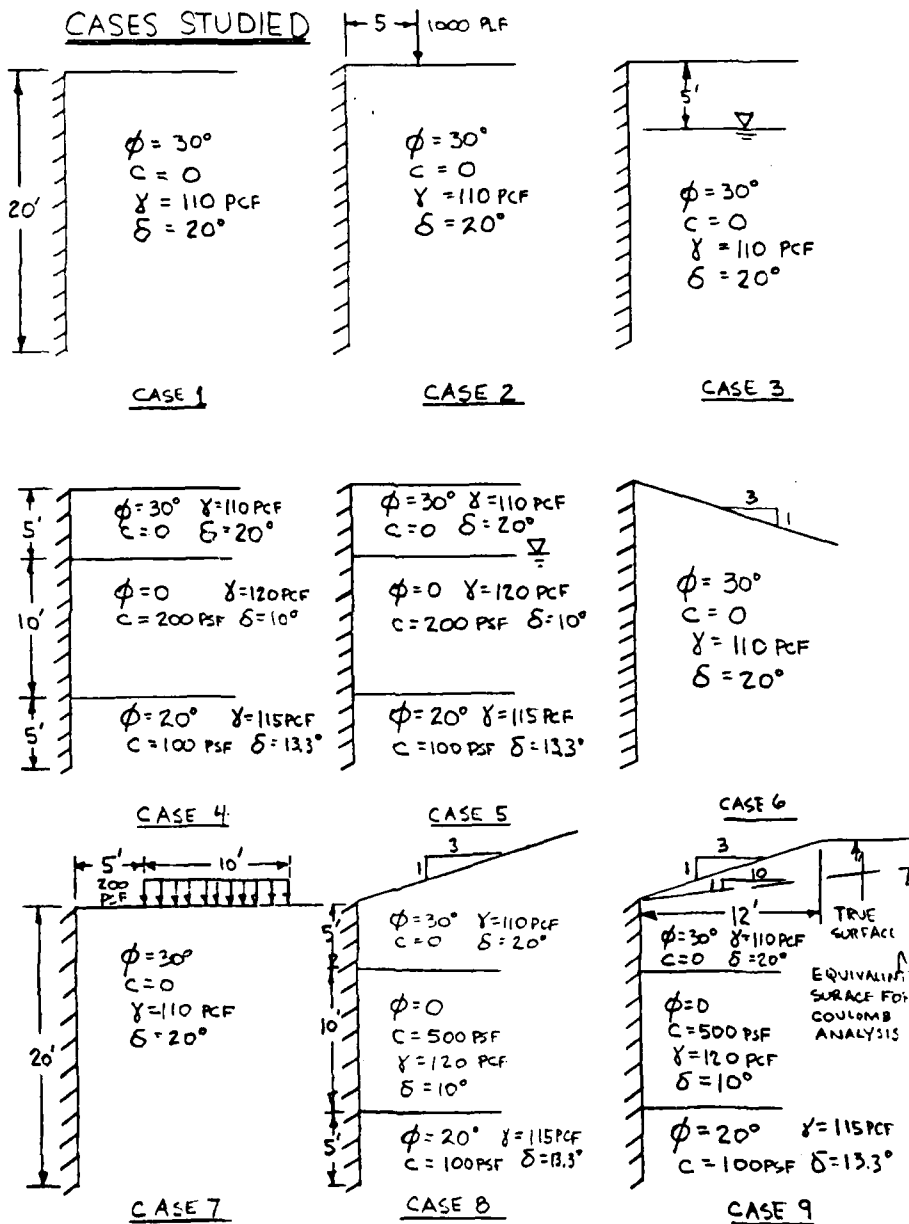 CASES STUDIED
5
1000 PLF
20'
φ = 30°
C = 0
γ = 110 PCF
δ = 20°
CASE 1
φ = 30°
C = 0
γ = 110 PCF
δ = 20°
CASE 2
5'
φ = 30°
C = 0
γ = 110 PCF
δ = 20°
CASE 3
5'
10'
5'
φ = 30° γ = 110 PCF
C = 0 δ = 20°
φ = 0 γ = 120 PCF
C = 200 PSF δ = 10°
φ = 20° γ = 115 PCF
C = 100 PSF δ = 13.3°
CASE 4
φ = 30° γ = 110 PCF
C = 0 δ = 20°
φ = 0 γ = 120 PCF
C = 200 PSF δ = 10°
φ = 20° γ = 115 PCF
C = 100 PSF δ = 13.3°
CASE 5
3
1
φ = 30°
C = 0
γ = 110 PCF
δ = 20°
CASE 6
5'
10'
200
20'
φ = 30°
C = 0
γ = 110 PCF
δ = 20°
CASE 7
3
1
5'
10'
5'
φ = 30° γ = 110 PCF
C = 0 δ = 20°
φ = 0
C = 500 PSF
γ = 120 PCF
δ = 10°
φ = 20° γ = 115 PCF
C = 100 PSF δ = 13.3°
CASE 8
3
1
10
1
12'
TRUE
SURFACE
EQUIVALENT
SURACE FOR
COULOMB
ANALYSIS
φ = 30° γ = 110 PCF
C = 0 δ = 20°
φ = 0
C = 500 PSF
γ = 120 PCF
δ = 10°
φ = 20° γ = 115 PCF
C = 100 PSF δ = 13.3°
CASE 9